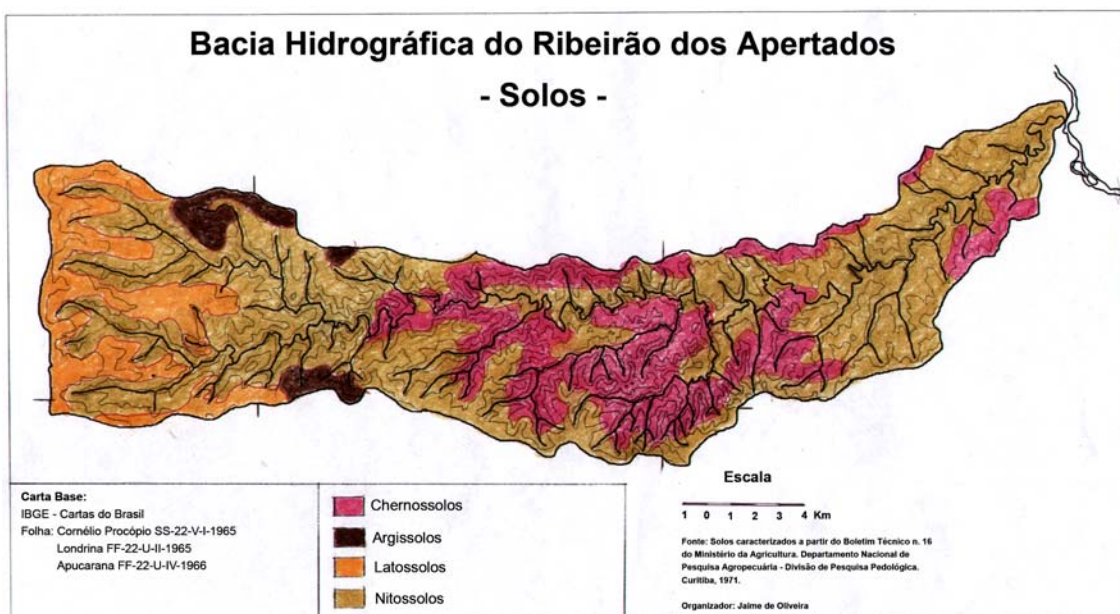 Bacia Hidrográfica do Ribeirão dos Apertados
- Solos -
Carta Base:
IBGE - Cartas do Brasil
Folha: Cornélio Procópio SS-22-V-I-1965
Londrina FF-22-U-II-1965
Apucarana FF-22-U-IV-1966
Chernossolos
Argissolos
Latossolos
Nitossolos
Escala
1 0 1 2 3 4 Km
Fonte: Solos caracterizados a partir do Boletim Técnico n. 16
do Ministério da Agricultura. Departamento Nacional de
Pesquisa Agropecuária - Divisão de Pesquisa Pedológica.
Curitiba, 1971.
Organizador: Jaime de Oliveira